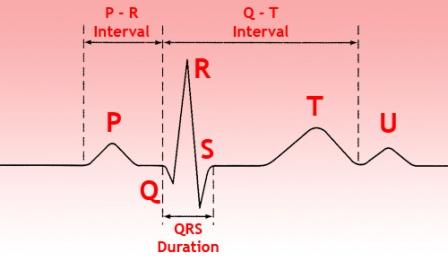 P - R
Interval
Q - T
Interval
R
P
S
T
U
Q
QRS
Duration